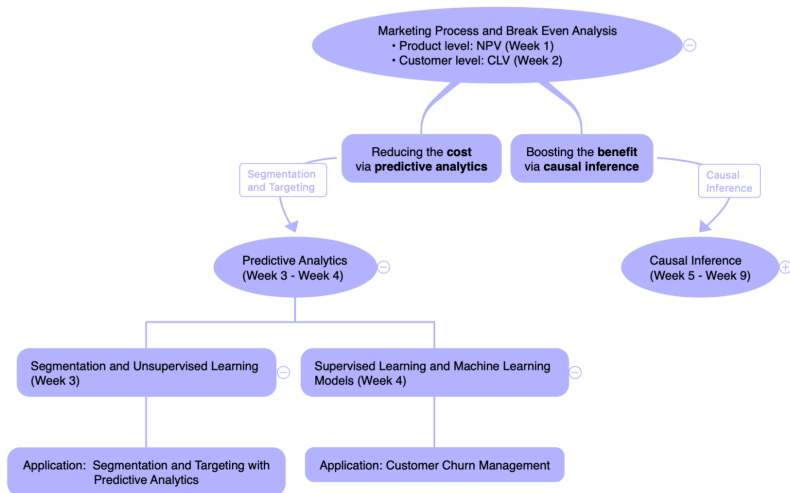 Marketing Process and Break Even Analysis
• Product level: NPV (Week 1)
• Customer level: CLV (Week 2)
Reducing the cost
via predictive analytics
Boosting the benefit
via causal inference
Segmentation
and Targeting
Causal
Inference
Predictive Analytics
(Week 3 - Week 4)
Causal Inference
(Week 5 - Week 9)
Segmentation and Unsupervised Learning
(Week 3)
Supervised Learning and Machine Learning
Models (Week 4)
Application:  Segmentation and Targeting with
Predictive Analytics
Application: Customer Churn Management